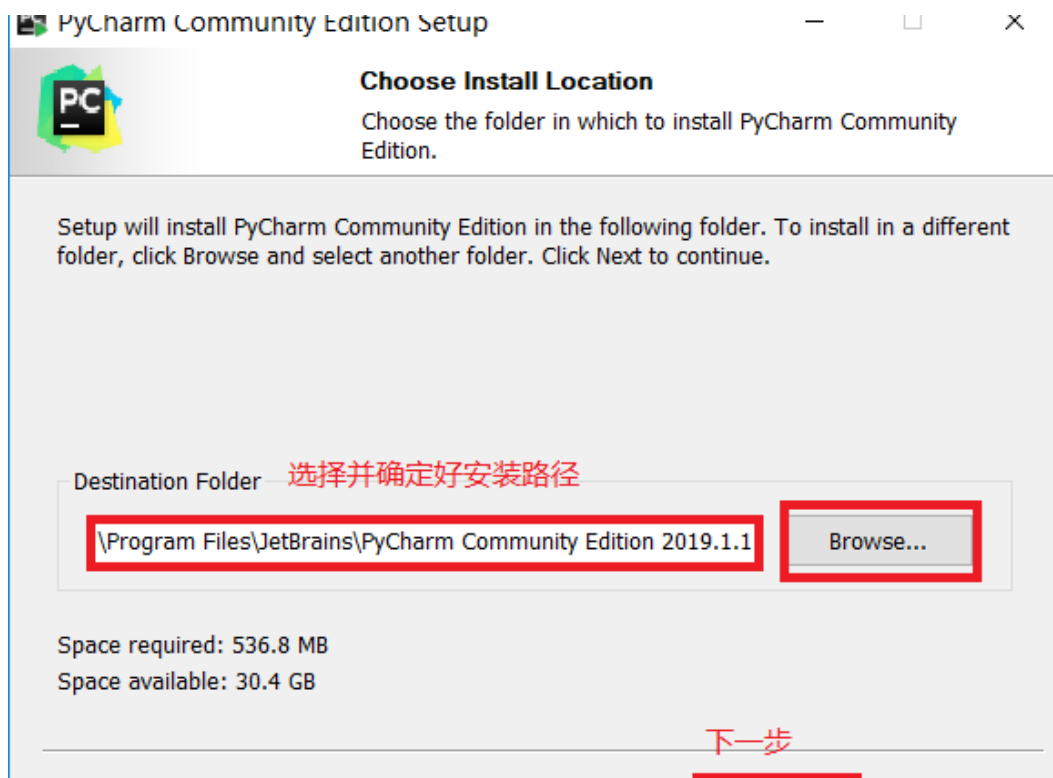 PyCharm Community Edition Setup
PC
Choose Install Location
Choose the folder in which to install PyCharm Community
Edition.
Setup will install PyCharm Community Edition in the following folder. To install in a different
folder, click Browse and select another folder. Click Next to continue.
Destination Folder 选择并确定好安装路径
\Program Files\JetBrains\PyCharm Community Edition 2019.1.1 Browse...
Space required: 536.8 MB
Space available: 30.4 GB
下一步